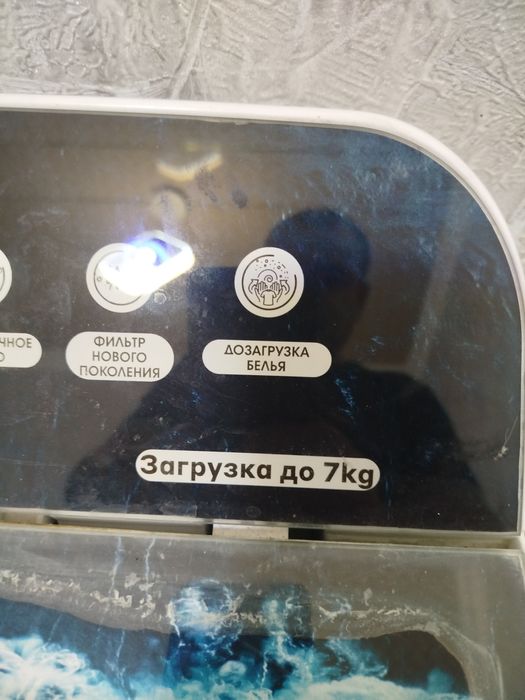 ФИЛЬТР
НОВОГО
ПОКОЛЕНИЯ
ДОЗАГРУЗКА
БЕЛЬЯ
Загрузка до 7kg